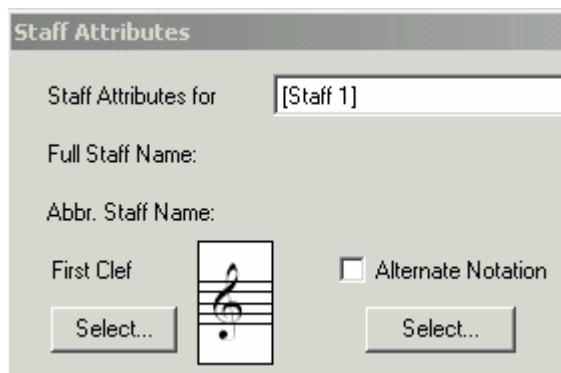 Staff Attributes
Staff Attributes for [Staff 1]
Full Staff Name:
Abbr. Staff Name:
First Clef Alternate Notation
Select... Select...